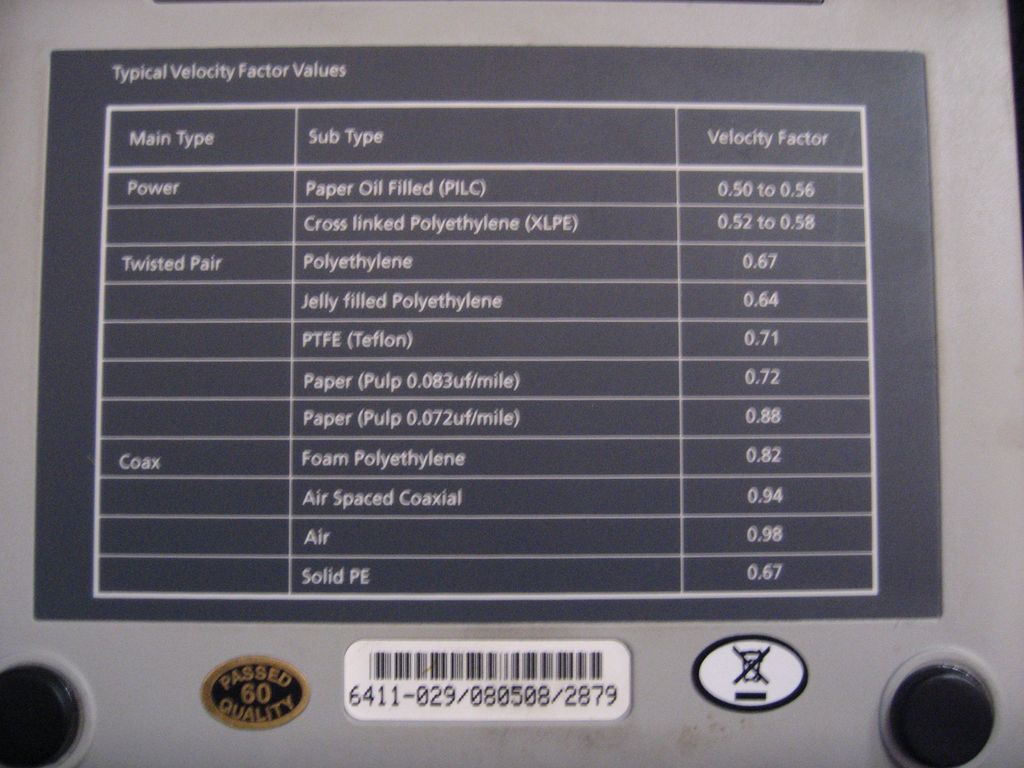 Typical Velocity Factor Values
Main Type Sub Type Velocity Factor
Power Paper Oil Filled (PILC) 0.50 to 0.56
Cross linked Polyethylene (XLPE) 0.52 to 0.58
Twisted Pair Polyethylene 0.67
Jelly filled Polyethylene 0.64
PTFE (Teflon) 0.71
Paper (Pulp 0.083uf/mile) 0.72
Paper (Pulp 0.072uf/mile) 0.88
Coax Foam Polyethylene 0.82
Air Spaced Coaxial 0.94
Air 0.98
Solid PE 0.67
PASSED
60
QUALITY
6411-029/080508/2879